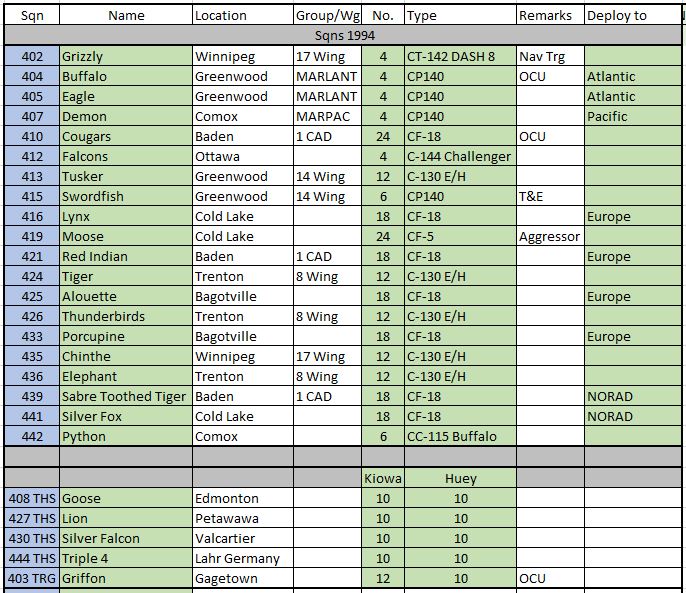 Sqn Name Location Group/Wg No. Type Remarks Deploy to
Sqns 1994
402 Grizzly Winnipeg 17 Wing 4 CT-142 DASH 8 Nav Trg
404 Buffalo Greenwood MARLANT 4 CP140 OCU Atlantic
405 Eagle Greenwood MARLANT 4 CP140 Atlantic
407 Demon Comox MARPAC 4 CP140 Pacific
410 Cougars Baden 1 CAD 24 CF-18 OCU
412 Falcons Ottawa 4 C-144 Challenger
413 Tusker Greenwood 14 Wing 12 C-130 E/H
415 Swordfish Greenwood 14 Wing 6 CP140 T&E
416 Lynx Cold Lake 18 CF-18 Europe
419 Moose Cold Lake 24 CF-5 Aggressor
421 Red Indian Baden 1 CAD 18 CF-18 Europe
424 Tiger Trenton 8 Wing 12 C-130 E/H
425 Alouette Bagotville 18 CF-18 Europe
426 Thunderbirds Trenton 8 Wing 12 C-130 E/H
433 Porcupine Bagotville 18 CF-18 Europe
435 Chinthe Winnipeg 17 Wing 12 C-130 E/H
436 Elephant Trenton 8 Wing 12 C-130 E/H
439 Sabre Toothed Tiger Baden 1 CAD 18 CF-18 NORAD
441 Silver Fox Cold Lake 18 CF-18 NORAD
442 Python Comox 6 CC-115 Buffalo
Kiowa Huey
408 THS Goose Edmonton 10 10
427 THS Lion Petawawa 10 10
430 THS Silver Falcon Valcartier 10 10
444 THS Triple 4 Lahr Germany 10 10
403 TRG Griffon Gagetown 12 10 OCU